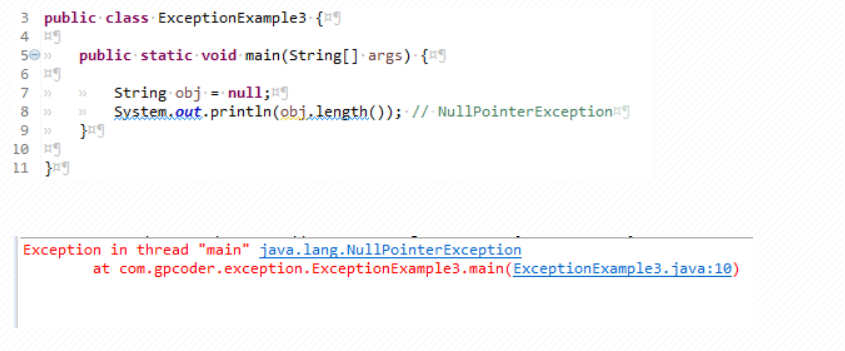 3 public class ExceptionExample3 {
4
5 public static void main(String[] args) {
6
7 String obj = null;
8 System.out.println(obj.length()); // NullPointerException
9 }
10
11 }
Exception in thread "main" java.lang.NullPointerException
at com.gpcoder.exception.ExceptionExample3.main(ExceptionExample3.java:10)